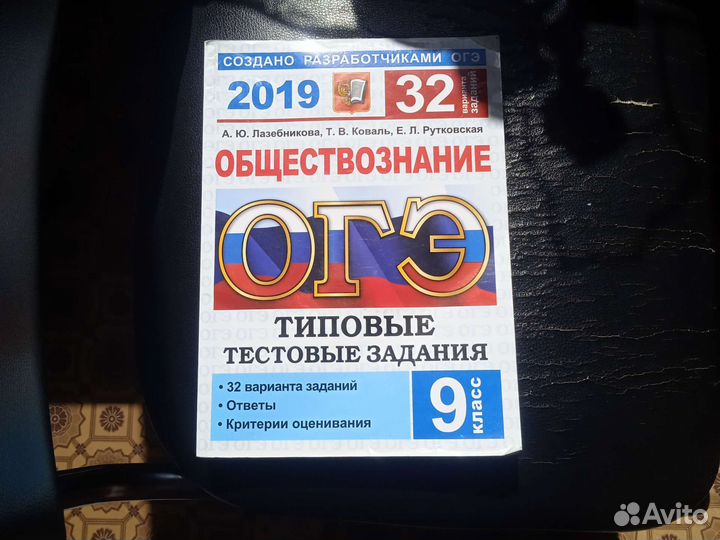 СОЗДАНО РАЗРАБОТЧИКАМИ ОГЭ
2019 32 варианта заданий
А. Ю. Лазебникова, Т. В. Коваль, Е. Л. Рутковская
ОБЩЕСТВОЗНАНИЕ
ОГЭ
ТИПОВЫЕ
ТЕСТОВЫЕ ЗАДАНИЯ
• 32 варианта заданий
• Ответы
• Критерии оценивания
9 класс
Avito